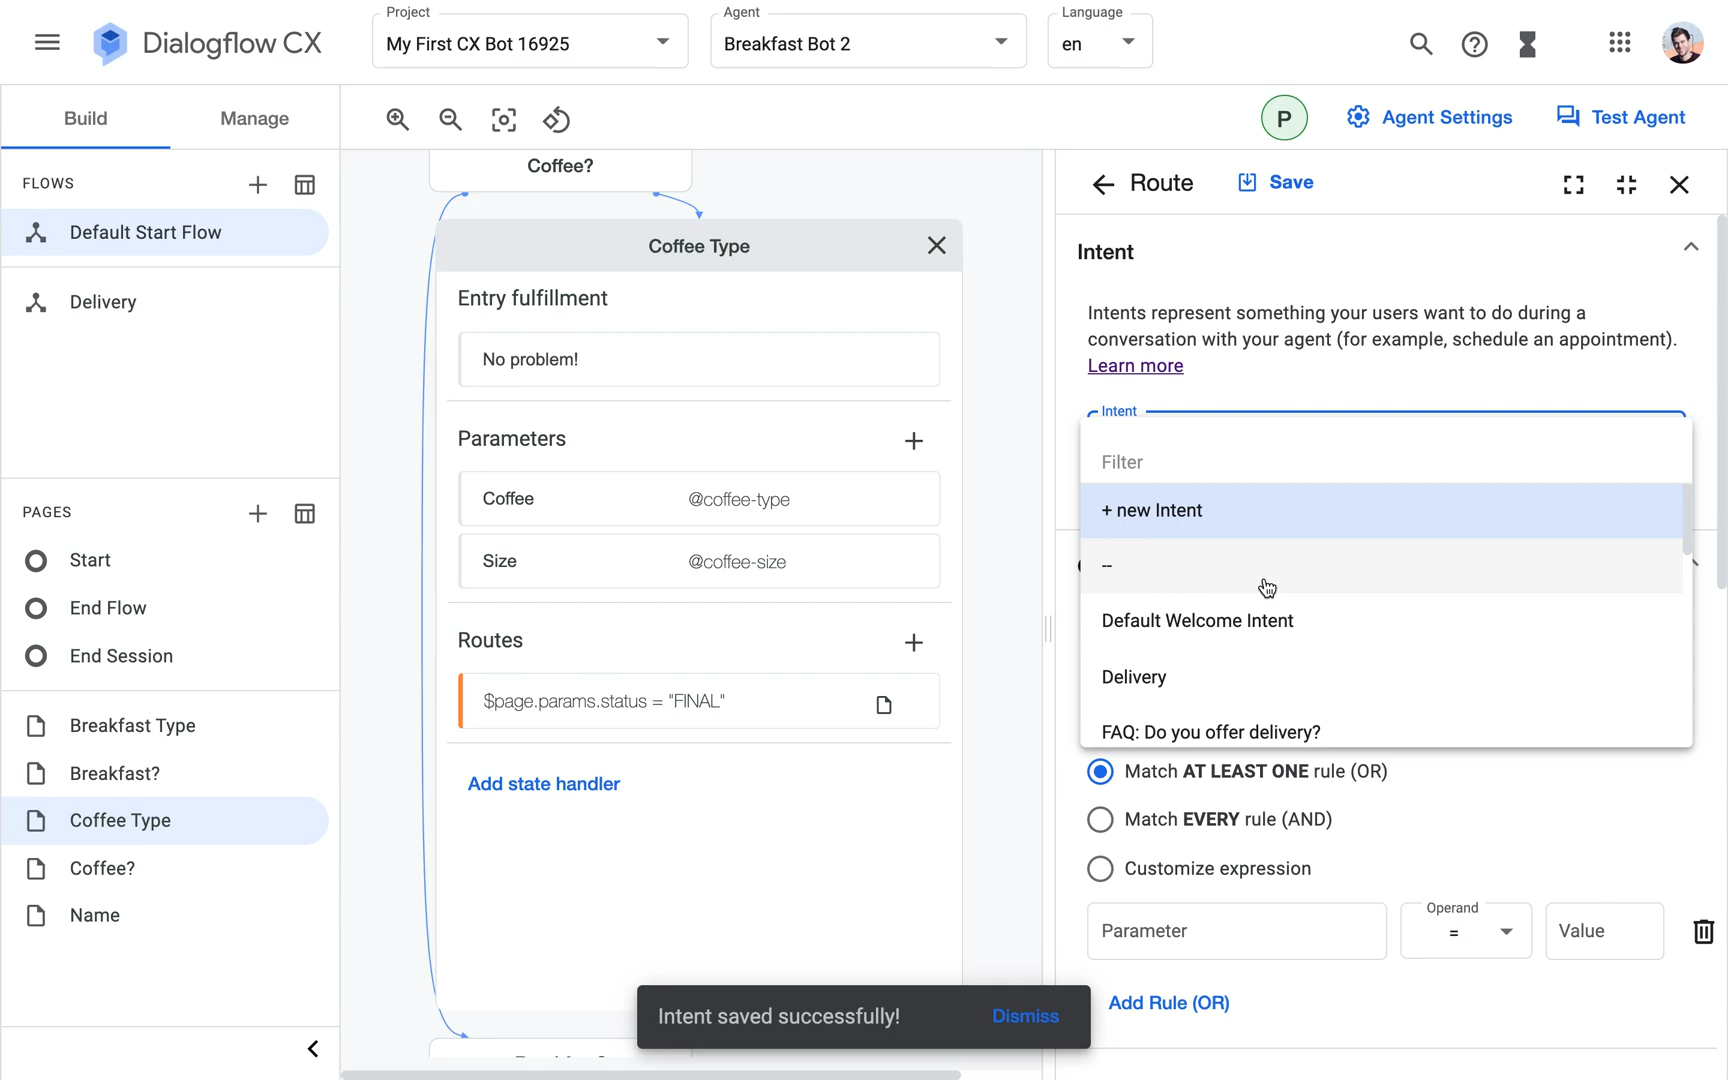 Project
Agent
Language
Dialogflow CX
My First CX Bot 16925
Breakfast Bot 2
en
Build
Manage
P
Agent Settings
Test Agent
FLOWS
Default Start Flow
Delivery
PAGES
Start
End Flow
End Session
Breakfast Type
Breakfast?
Coffee Type
Coffee?
Name
Coffee?
Coffee Type
Entry fulfillment
No problem!
Parameters
Coffee @coffee-type
Size @coffee-size
Routes
$page.params.status = "FINAL"
Add state handler
Intent saved successfully! Dismiss
Route
Save
Intent
Intents represent something your users want to do during a
conversation with your agent (for example, schedule an appointment).
Learn more
Intent
Filter
+ new Intent
--
Default Welcome Intent
Delivery
FAQ: Do you offer delivery?
Match AT LEAST ONE rule (OR)
Match EVERY rule (AND)
Customize expression
Parameter
Operand
=
Value
Add Rule (OR)